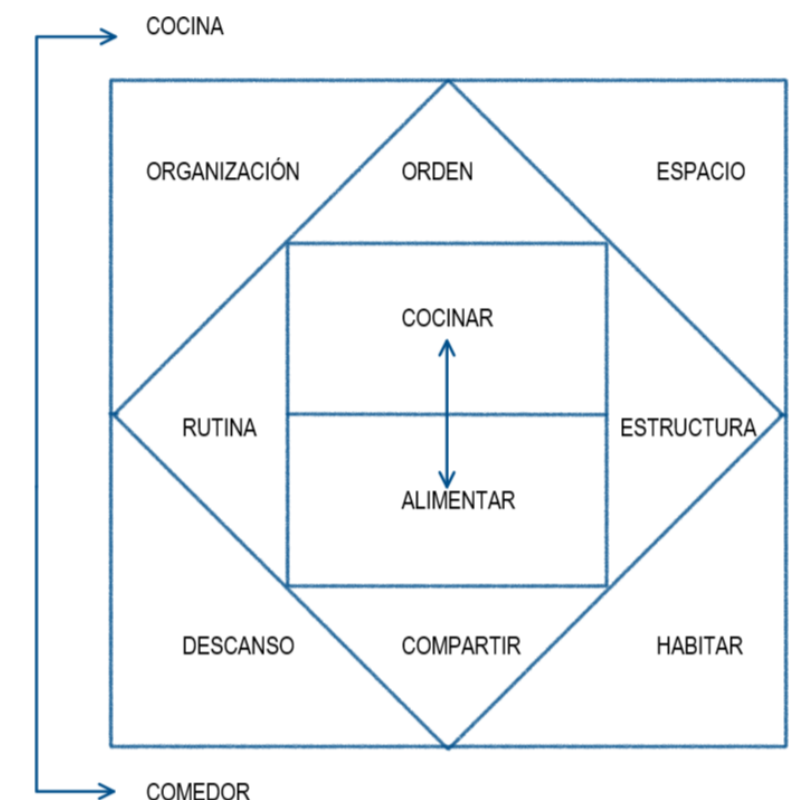 COCINA
ORGANIZACIÓN
ORDEN
ESPACIO
COCINAR
RUTINA
ESTRUCTURA
ALIMENTAR
DESCANSO
COMPARTIR
HABITAR
COMEDOR